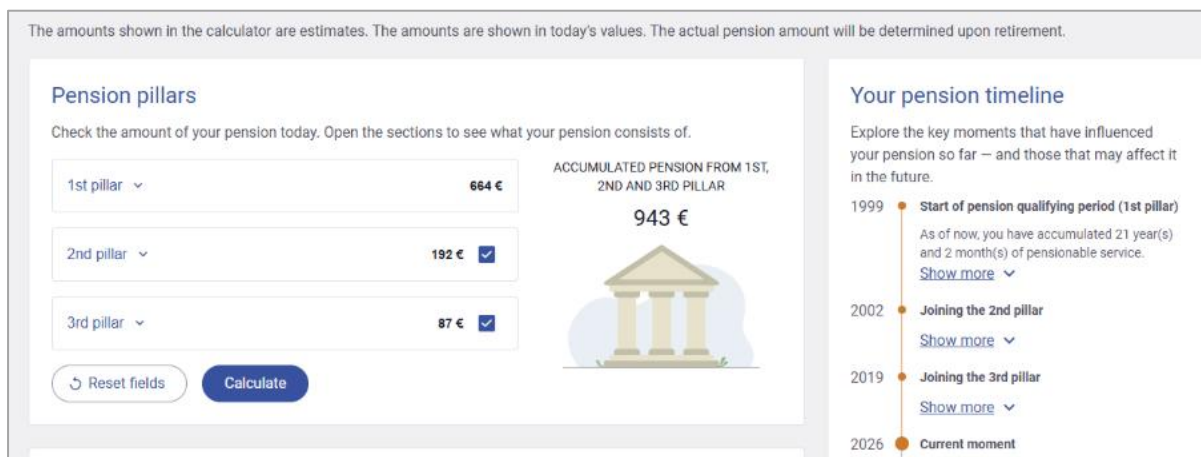 The amounts shown in the calculator are estimates. The amounts are shown in today's values. The actual pension amount will be determined upon retirement.
Pension pillars
Check the amount of your pension today. Open the sections to see what your pension consists of.
1st pillar 664 €
2nd pillar 192 €
3rd pillar 87 €
Reset fields
Calculate
ACCUMULATED PENSION FROM 1ST,
2ND AND 3RD PILLAR
943 €
Your pension timeline
Explore the key moments that have influenced
your pension so far — and those that may affect it
in the future.
1999 Start of pension qualifying period (1st pillar)
As of now, you have accumulated 21 year(s)
and 2 month(s) of pensionable service.
Show more
2002 Joining the 2nd pillar
Show more
2019 Joining the 3rd pillar
Show more
2026 Current moment